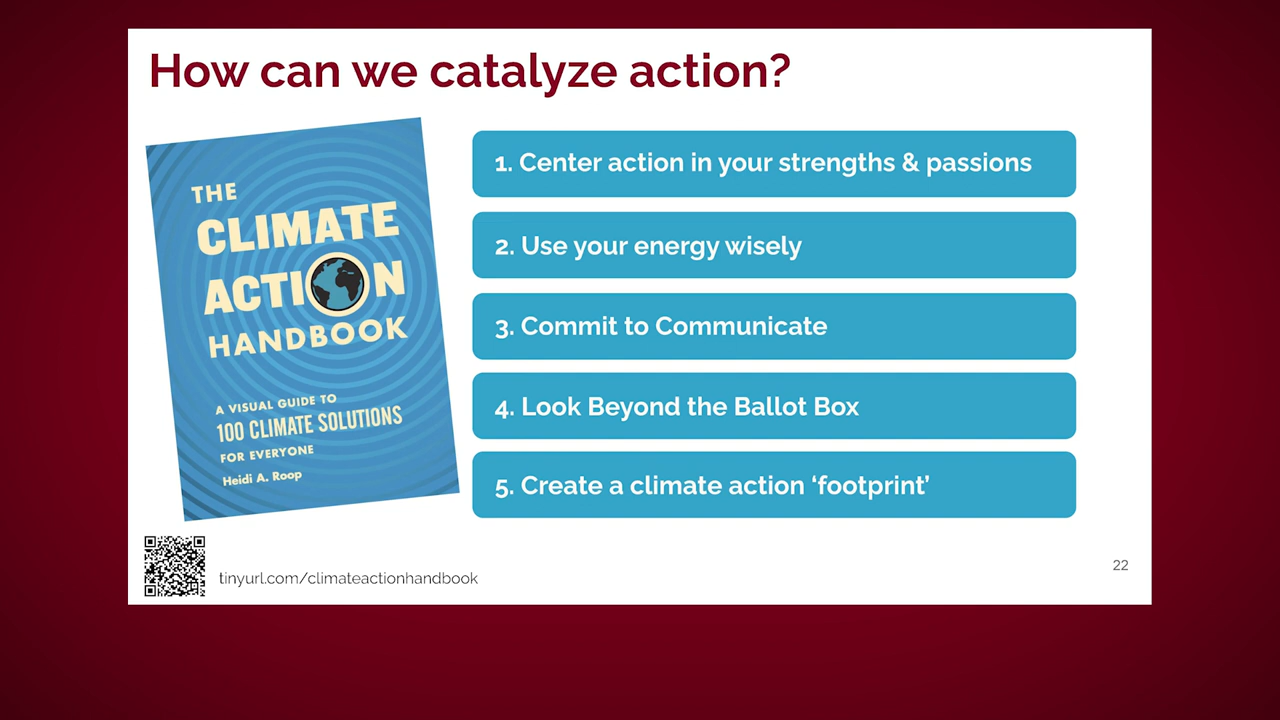 How can we catalyze action?
THE
CLIMATE
ACTION
HANDBOOK
A VISUAL GUIDE TO
100 CLIMATE SOLUTIONS
FOR EVERYONE
Heidi A. Roop
1. Center action in your strengths & passions
2. Use your energy wisely
3. Commit to Communicate
4. Look Beyond the Ballot Box
5. Create a climate action ‘footprint’
tinyurl.com/climateactionhandbook
22